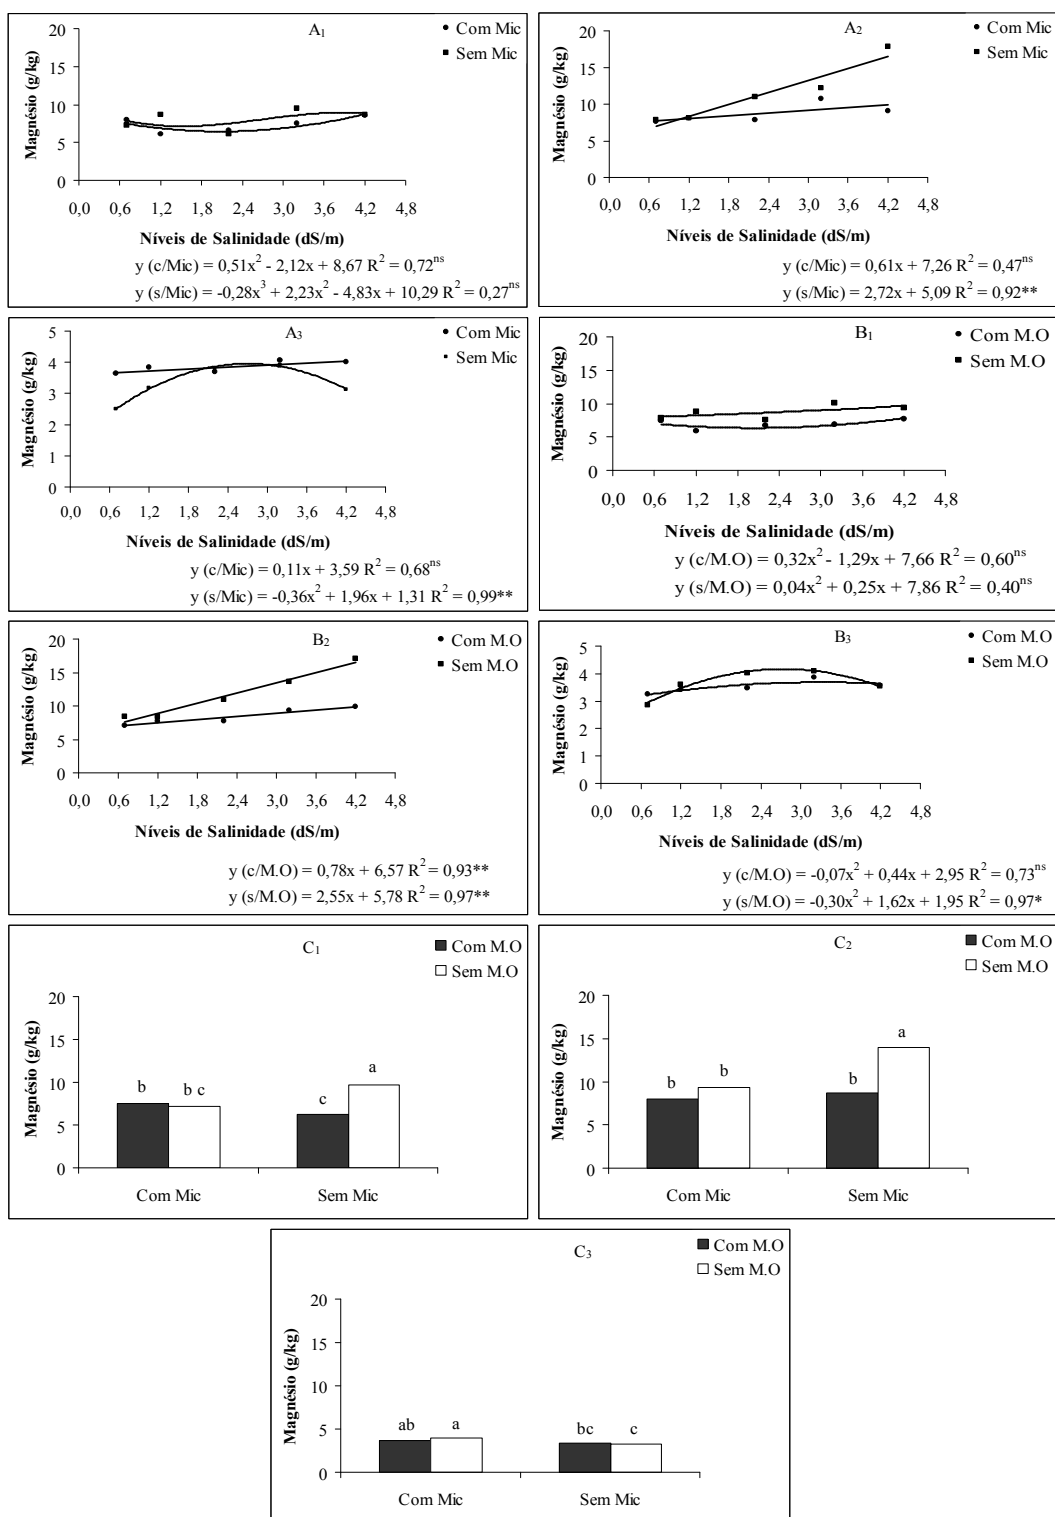 A1
Com Mic
Sem Mic
Magnésio (g/kg)
20
15
10
5
0
0,0 0,6 1,2 1,8 2,4 3,0 3,6 4,2 4,8
Níveis de Salinidade (dS/m)
y (c/Mic) = 0,51x² - 2,12x + 8,67 R² = 0,72ns
y (s/Mic) = -0,28x³ + 2,23x² - 4,83x + 10,29 R² = 0,27ns
A2
Com Mic
Sem Mic
Magnésio (g/kg)
20
15
10
5
0
0,0 0,6 1,2 1,8 2,4 3,0 3,6 4,2 4,8
Níveis de Salinidade (dS/m)
y (c/Mic) = 0,61x + 7,26 R² = 0,47ns
y (s/Mic) = 2,72x + 5,09 R² = 0,92**
A3
Com Mic
Sem Mic
Magnésio (g/kg)
5
4
3
2
1
0
0,0 0,6 1,2 1,8 2,4 3,0 3,6 4,2 4,8
Níveis de Salinidade (dS/m)
y (c/Mic) = 0,11x + 3,59 R² = 0,68ns
y (s/Mic) = -0,36x² + 1,96x + 1,31 R² = 0,99**
B1
Com M.O
Sem M.O
Magnésio (g/kg)
20
15
10
5
0
0,0 0,6 1,2 1,8 2,4 3,0 3,6 4,2 4,8
Níveis de Salinidade (dS/m)
y (c/M.O) = 0,32x² - 1,29x + 7,66 R² = 0,60ns
y (s/M.O) = 0,04x² + 0,25x + 7,86 R² = 0,40ns
B2
Com M.O
Sem M.O
Magnésio (g/kg)
20
15
10
5
0
0,0 0,6 1,2 1,8 2,4 3,0 3,6 4,2 4,8
Níveis de Salinidade (dS/m)
y (c/M.O) = 0,78x + 6,57 R² = 0,93**
y (s/M.O) = 2,55x + 5,78 R² = 0,97**
B3
Com M.O
Sem M.O
Magnésio (g/kg)
5
4
3
2
1
0
0,0 0,6 1,2 1,8 2,4 3,0 3,6 4,2 4,8
Níveis de Salinidade (dS/m)
y (c/M.O) = -0,07x² + 0,44x + 2,95 R² = 0,73ns
y (s/M.O) = -0,30x² + 1,62x + 1,95 R² = 0,97*
C1
Com M.O
Sem M.O
Magnésio (g/kg)
20
15
10
5
0
b b c c a
Com Mic Sem Mic
C2
Com M.O
Sem M.O
Magnésio (g/kg)
20
15
10
5
0
b b b a
Com Mic Sem Mic
C3
Com M.O
Sem M.O
Magnésio (g/kg)
20
15
10
5
0
ab a bc c
Com Mic Sem Mic